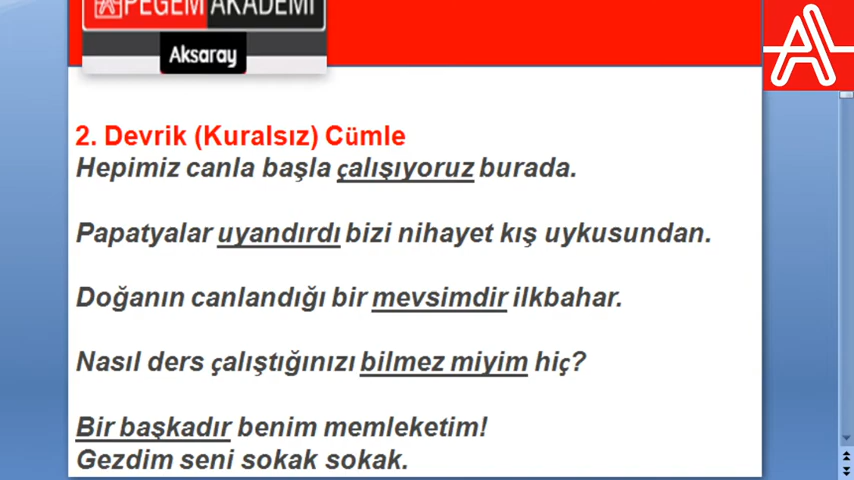 PEGEM AKADEMİ
Aksaray
2. Devrik (Kuralsız) Cümle
Hepimiz canla başla çalışıyoruz burada.
Papatyalar uyandırdı bizi nihayet kış uykusundan.
Doğanın canlandığı bir mevsimdir ilkbahar.
Nasıl ders çalıştığınızı bilmez miyim hiç?
Bir başkadır benim memleketim!
Gezdim seni sokak sokak.